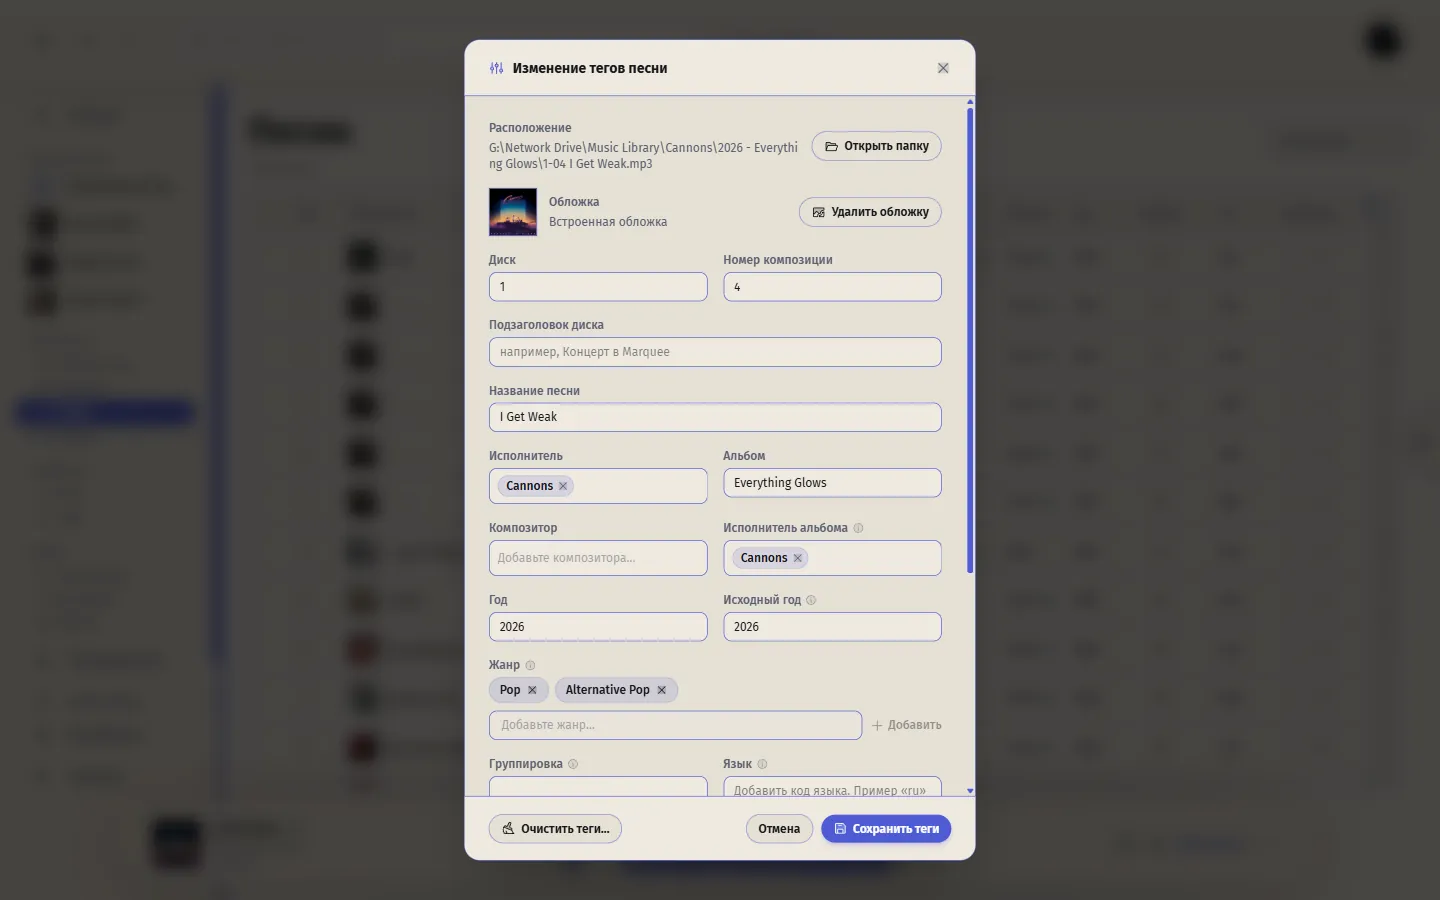 Изменение тегов песни
Расположение
G:\Network Drive\Music Library\Cannons\2026 - Everythi
ng Glows\1-04 I Get Weak.mp3
Открыть папку
Обложка
Встроенная обложка
Удалить обложку
Диск
Номер композиции
1
4
Подзаголовок диска
например, Концерт в Marquee
Название песни
I Get Weak
Исполнитель
Альбом
Cannons
Everything Glows
Композитор
Исполнитель альбома
Добавьте композитора...
Cannons
Год
Исходный год
2026
2026
Жанр
Pop
Alternative Pop
Добавьте жанр...
Добавить
Группировка
Язык
Добавить код языка. Пример «ru»
Очистить теги...
Отмена
Сохранить теги